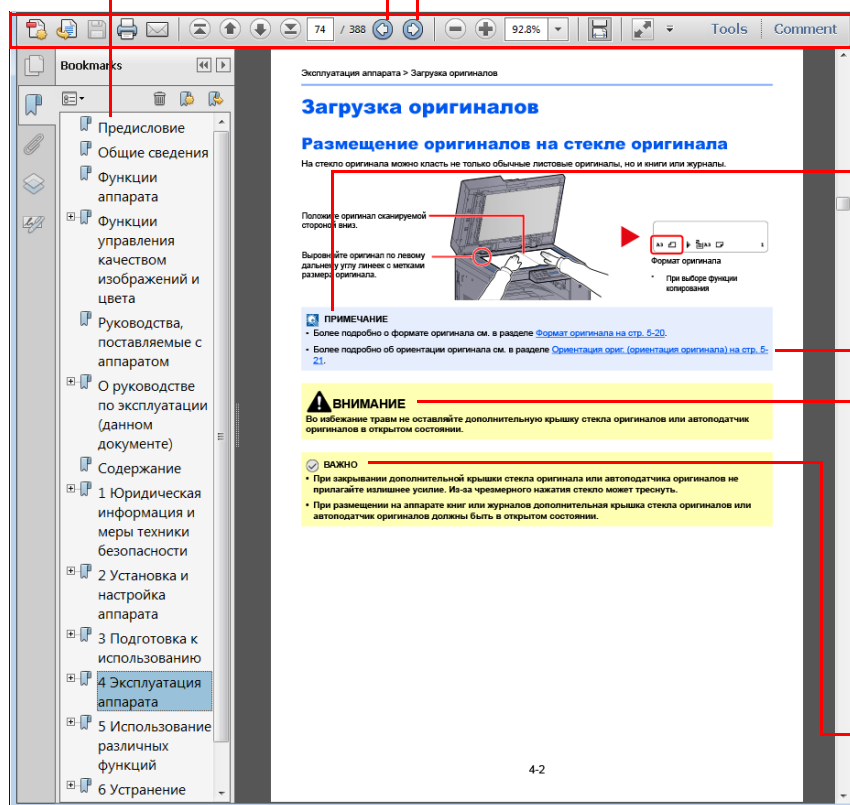 74 / 388
92.8%
Tools
Comment
Bookmarks
Предисловие
Общие сведения
Функции
аппарата
Функции
управления
качеством
изображений и
цвета
Руководства,
поставляемые с
аппаратом
О руководстве
по эксплуатации
(данном
документе)
Содержание
1 Юридическая
информация и
меры техники
безопасности
2 Установка и
настройка
аппарата
3 Подготовка к
использованию
4 Эксплуатация
аппарата
5 Использование
различных
функций
6 Устранение
Эксплуатация аппарата > Загрузка оригиналов
Загрузка оригиналов
Размещение оригиналов на стекле оригинала
На стекло оригинала можно класть не только обычные листовые оригиналы, но и книги или журналы.
Положите оригинал сканируемой
стороной вниз.
Выровняйте оригинал по левому
дальнему углу линеек с метками
размера оригинала.
A3
A3
1
Формат оригинала
* При выборе функции
копирования
ПРИМЕЧАНИЕ
• Более подробно о формате оригинала см. в разделе Формат оригинала на стр. 5-20.
• Более подробно об ориентации оригинала см. в разделе Ориентация ориг. (ориентация оригинала) на стр. 5-
21.
ВНИМАНИЕ
Во избежание травм не оставляйте дополнительную крышку стекла оригиналов или автоподатчик
оригиналов в открытом состоянии.
ВАЖНО
• При закрывании дополнительной крышки стекла оригинала или автоподатчика оригиналов не
прилагайте излишнее усилие. Из-за чрезмерного нажатия стекло может треснуть.
• При размещении на аппарате книг или журналов дополнительная крышка стекла оригиналов или
автоподатчик оригиналов должны быть в открытом состоянии.
4-2